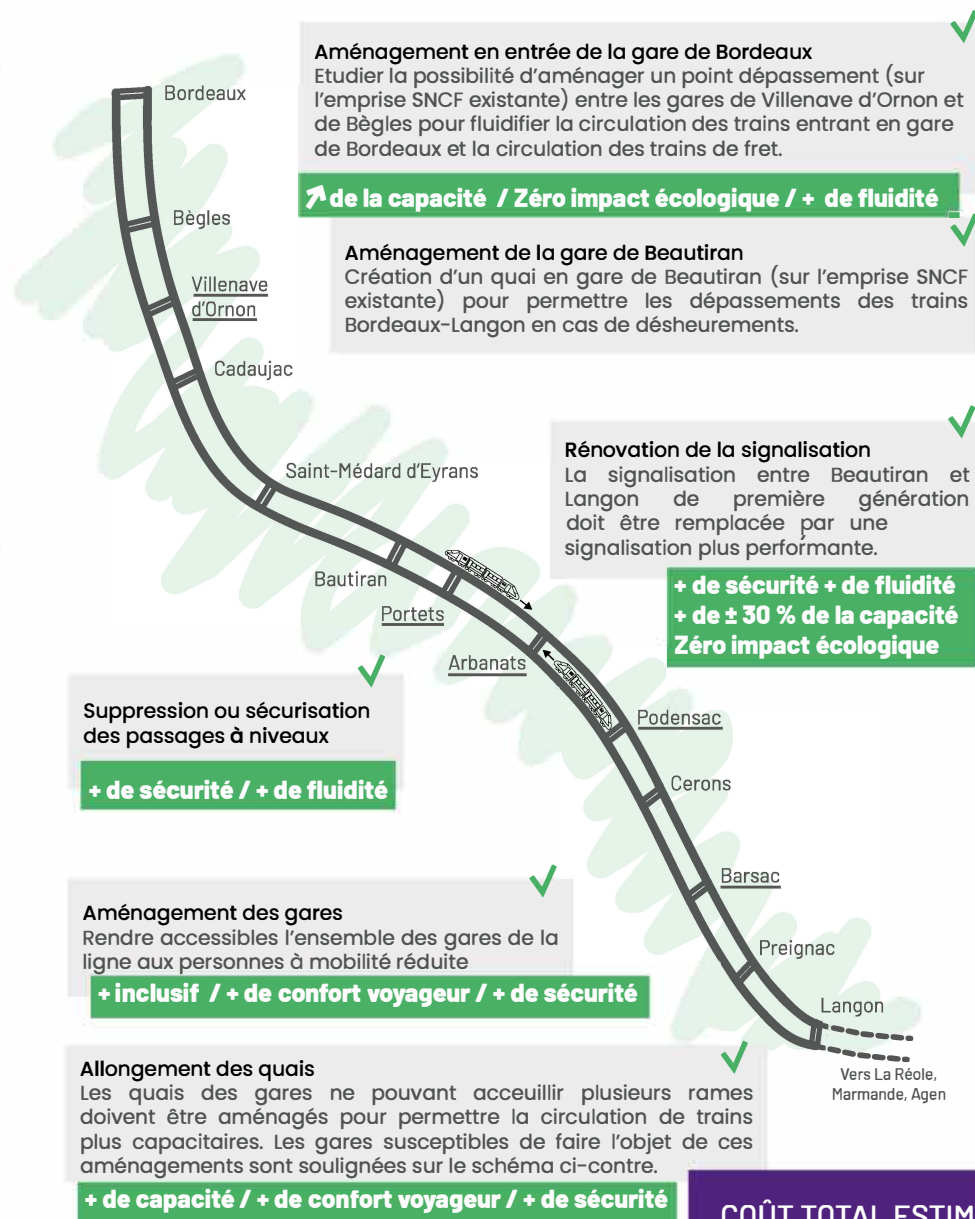 Aménagement en entrée de la gare de Bordeaux
Etudier la possibilité d'aménager un point dépassement (sur
l'emprise SNCF existante) entre les gares de Villenave d'Ornon et
de Bègles pour fluidifier la circulation des trains entrant en gare
de Bordeaux et la circulation des trains de fret.
↗ de la capacité / Zéro impact écologique / + de fluidité
Aménagement de la gare de Beautiran
Création d'un quai en gare de Beautiran (sur l'emprise SNCF
existante) pour permettre les dépassements des trains
Bordeaux-Langon en cas de désheurements.
Rénovation de la signalisation
La signalisation entre Beautiran et
Langon de première génération
doit être remplacée par une
signalisation plus performante.
+ de sécurité + de fluidité
+ de ± 30 % de la capacité
Zéro impact écologique
Bordeaux
Bègles
Villenave
d'Ornon
Cadaujac
Saint-Médard d'Eyrans
Bautiran
Portets
Arbanats
Podensac
Cerons
Barsac
Preignac
Langon
Vers La Réole,
Marmande, Agen
Suppression ou sécurisation
des passages à niveaux
+ de sécurité / + de fluidité
Aménagement des gares
Rendre accessibles l'ensemble des gares de la
ligne aux personnes à mobilité réduite
+ inclusif / + de confort voyageur / + de sécurité
Allongement des quais
Les quais des gares ne pouvant acceuillir plusieurs rames
doivent être aménagés pour permettre la circulation de trains
plus capacitaires. Les gares susceptibles de faire l'objet de ces
aménagements sont soulignées sur le schéma ci-contre.
+ de capacité / + de confort voyageur / + de sécurité
COÛT TOTAL ESTIM